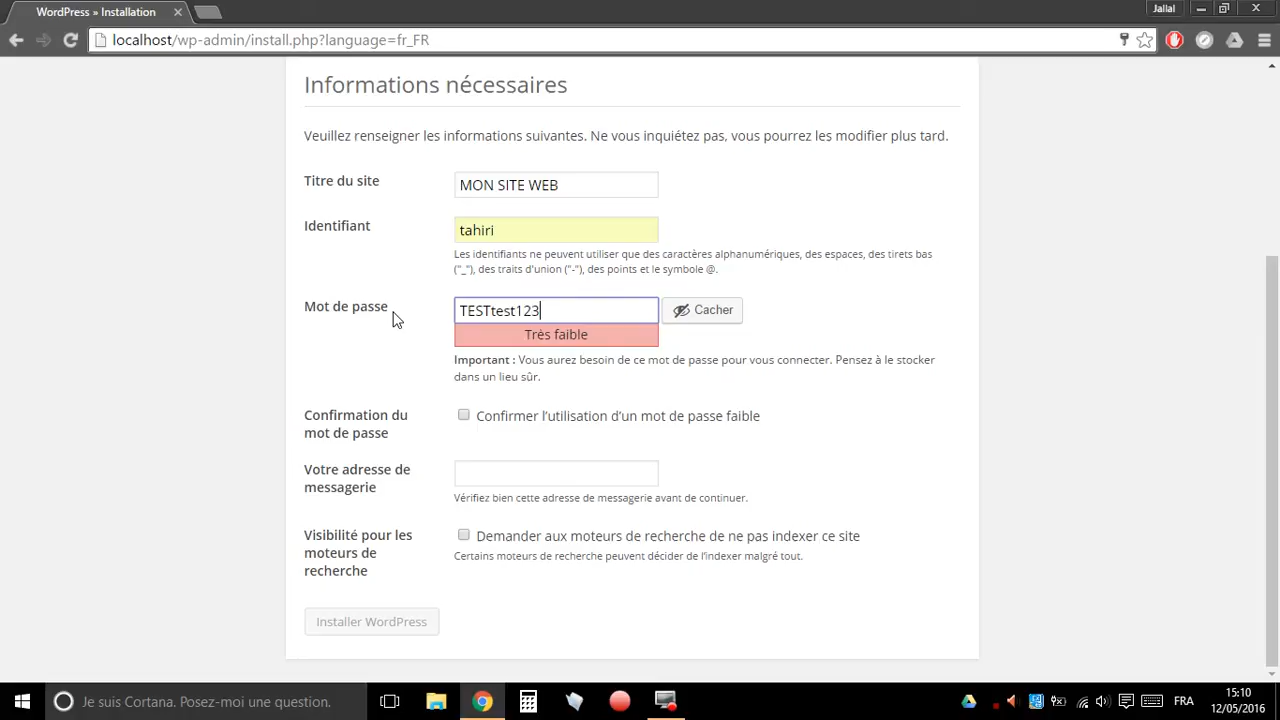 WordPress » Installation
Jallal
localhost/wp-admin/install.php?language=fr_FR
Informations nécessaires
Veuillez renseigner les informations suivantes. Ne vous inquiétez pas, vous pourrez les modifier plus tard.
Titre du site
MON SITE WEB
Identifiant
tahiri
Les identifiants ne peuvent utiliser que des caractères alphanumériques, des espaces, des tirets bas
("_"), des traits d'union ("-"), des points et le symbole @.
Mot de passe
TESTtest123
Cacher
Très faible
Important : Vous aurez besoin de ce mot de passe pour vous connecter. Pensez à le stocker
dans un lieu sûr.
Confirmation du
mot de passe
Confirmer l’utilisation d’un mot de passe faible
Votre adresse de
messagerie
Vérifiez bien cette adresse de messagerie avant de continuer.
Visibilité pour les
moteurs de
recherche
Demander aux moteurs de recherche de ne pas indexer ce site
Certains moteurs de recherche peuvent décider de l’indexer malgré tout.
Installer WordPress
Je suis Cortana. Posez-moi une question.
FRA
15:10
12/05/2016